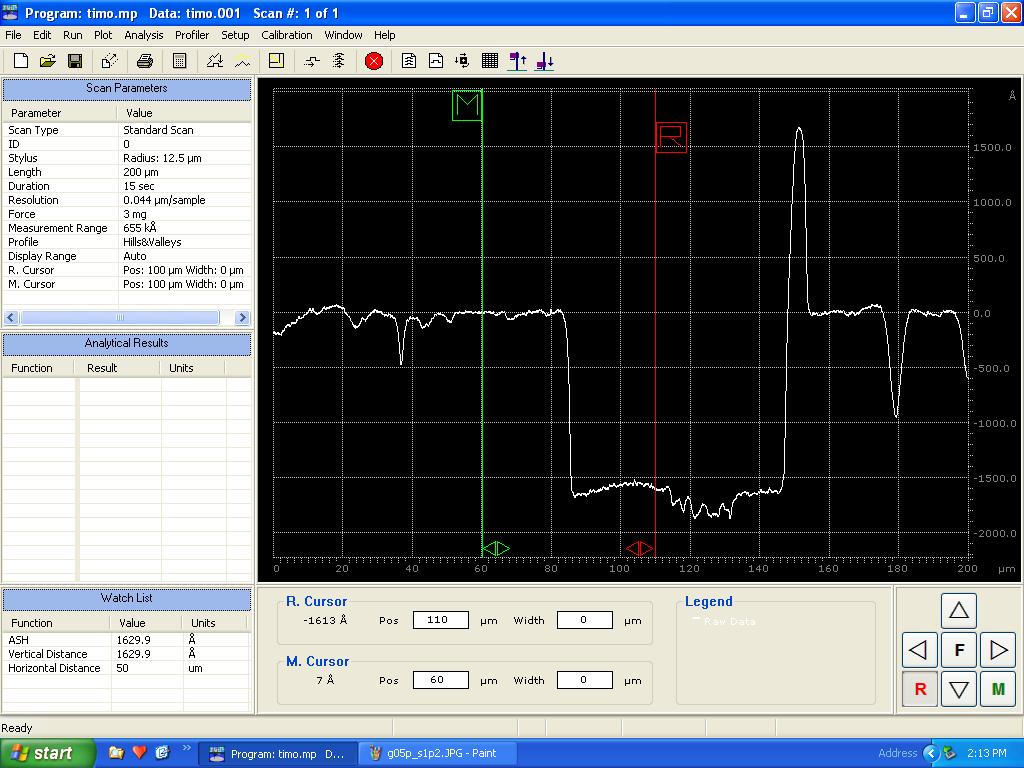 Program: timo.mp Data: timo.001 Scan #: 1 of 1
File Edit Run Plot Analysis Profiler Setup Calibration Window Help
Scan Parameters
Parameter Value
Scan Type Standard Scan
ID 0
Stylus Radius: 12.5 µm
Length 200 µm
Duration 15 sec
Resolution 0.044 µm/sample
Force 3 mg
Measurement Range 655 kÅ
Profile Hills&Valleys
Display Range Auto
R. Cursor Pos: 100 µm Width: 0 µm
M. Cursor Pos: 100 µm Width: 0 µm
Analytical Results
Function Result Units
Watch List
Function Value Units
ASH 1629.9 Å
Vertical Distance 1629.9 Å
Horizontal Distance 50 um
M
R
Å
1500.0
1000.0
500.0
0.0
-500.0
-1000.0
-1500.0
-2000.0
0 20 40 60 80 100 120 140 160 180 200 µm
R. Cursor
-1613 Å Pos 110 µm Width 0 µm
M. Cursor
7 Å Pos 60 µm Width 0 µm
Legend
Raw Data
F
R M
Ready
start Program: timo.mp D... g05p_s1p2.JPG - Paint Address 2:13 PM